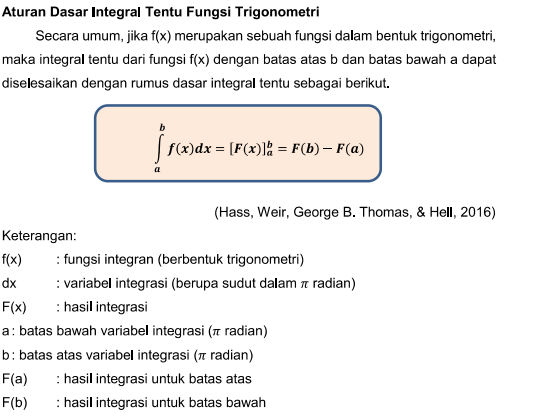 Aturan Dasar Integral Tentu Fungsi Trigonometri
Secara umum, jika f(x) merupakan sebuah fungsi dalam bentuk trigonometri,
maka integral tentu dari fungsi f(x) dengan batas atas b dan batas bawah a dapat
diselesaikan dengan rumus dasar integral tentu sebagai berikut.
∫ₐᵇ f(x)dx = [F(x)]ₐᵇ = F(b) − F(a)
(Hass, Weir, George B. Thomas, & Hell, 2016)
Keterangan:
f(x) : fungsi integran (berbentuk trigonometri)
dx : variabel integrasi (berupa sudut dalam π radian)
F(x) : hasil integrasi
a : batas bawah variabel integrasi (π radian)
b : batas atas variabel integrasi (π radian)
F(a) : hasil integrasi untuk batas atas
F(b) : hasil integrasi untuk batas bawah